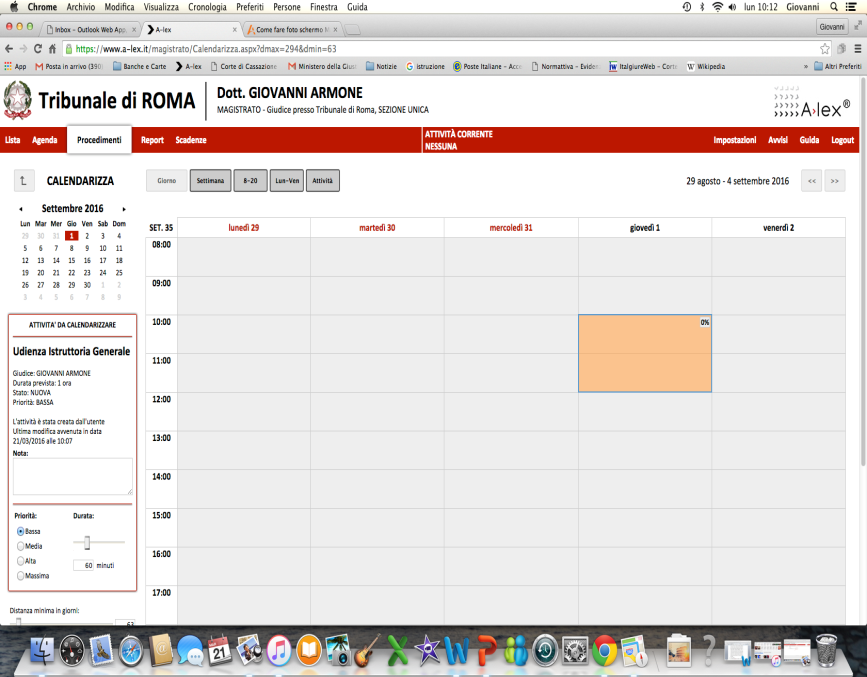 Chrome Archivio Modifica Visualizza Cronologia Preferiti Persone Finestra Guida lun 10:12 Giovanni
Inbox – Outlook Web App. A-lex Come fare foto schermo M Giovanni
https://www.a-lex.it/magistrato/Calendarizza.aspx?dmax=294&dmin=63
App Posta in arrivo (390) Banche e Carte A-lex Corte di Cassazione Ministero della Gius istruzione Notizie Poste Italiane – Acce Normattiva – Eviden ItalgiureWeb – Corte Wikipedia » Altri Preferiti
Tribunale di ROMA
Dott. GIOVANNI ARMONE
MAGISTRATO - Giudice presso Tribunale di Roma, SEZIONE UNICA
A›lex®
Lista Agenda Procedimenti Report Scadenze
ATTIVITÀ CORRENTE
NESSUNA
Impostazioni Avvisi Guida Logout
CALENDARIZZA
Giorno Settimana 8-20 Lun-Ven Attività
29 agosto - 4 settembre 2016 << >>
Settembre 2016
Lun Mar Mer Gio Ven Sab Dom
29 30 31 1 2 3 4
5 6 7 8 9 10 11
12 13 14 15 16 17 18
19 20 21 22 23 24 25
26 27 28 29 30 1 2
3 4 5 6 7 8 9
SET. 35 lunedì 29 martedì 30 mercoledì 31 giovedì 1 venerdì 2
08:00
09:00
10:00 0%
11:00
12:00
13:00
14:00
15:00
16:00
17:00
ATTIVITA' DA CALENDARIZZARE
Udienza Istruttoria Generale
Giudice: GIOVANNI ARMONE
Durata prevista: 1 ora
Stato: NUOVA
Priorità: BASSA
L'attività è stata creata dall'utente
Ultima modifica avvenuta in data
21/03/2016 alle 10:07
Nota:
Priorità: Durata:
Bassa
Media
Alta
Massima
60 minuti
Distanza minima in giorni:
63
21